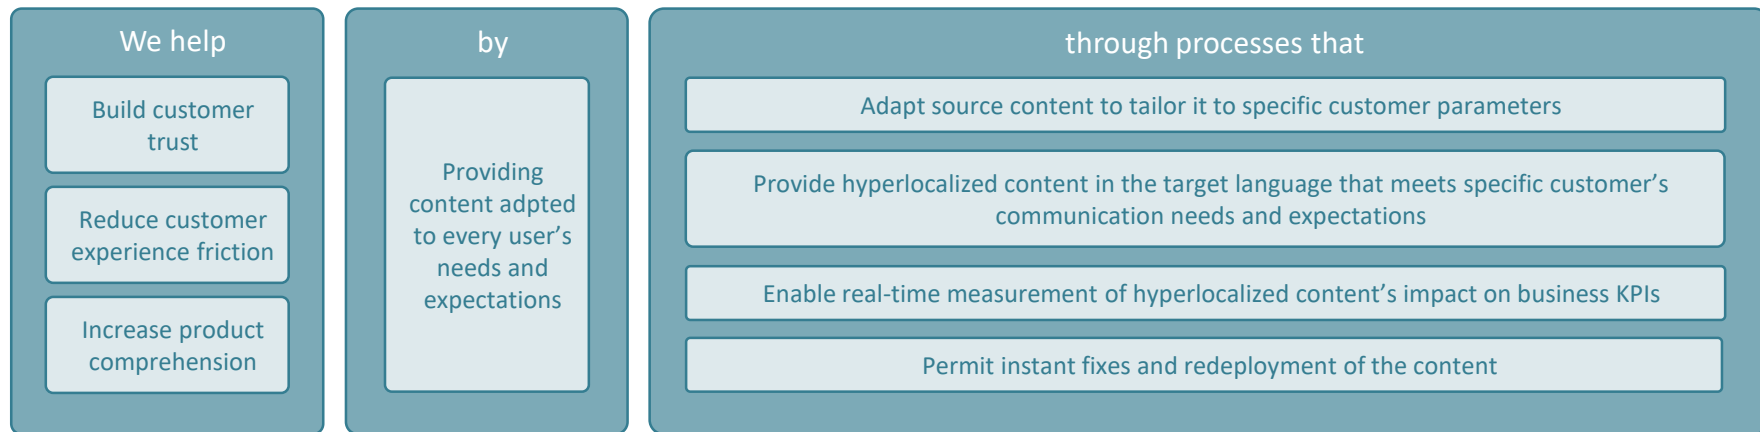 We help
Build customer
trust
Reduce customer
experience friction
Increase product
comprehension
by
Providing
content adpted
to every user’s
needs and
expectations
through processes that
Adapt source content to tailor it to specific customer parameters
Provide hyperlocalized content in the target language that meets specific customer’s
communication needs and expectations
Enable real-time measurement of hyperlocalized content’s impact on business KPIs
Permit instant fixes and redeployment of the content